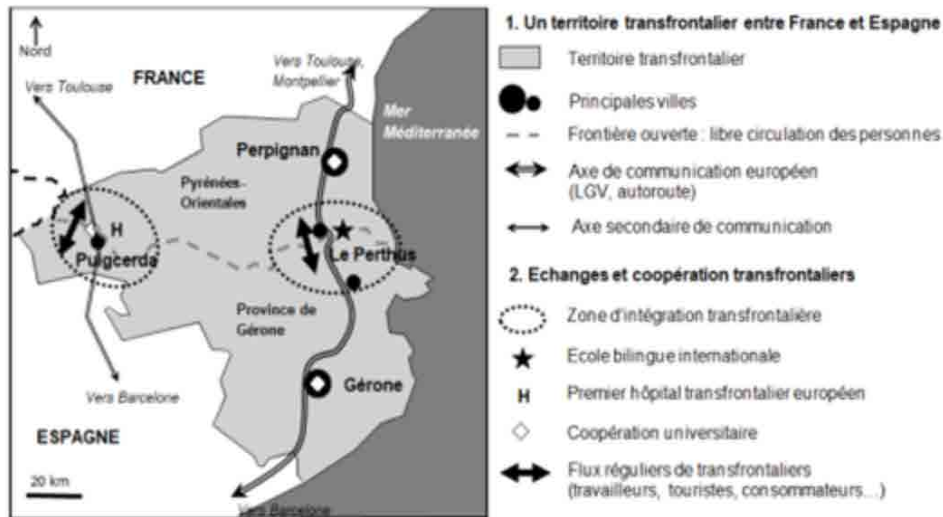 Nord
Vers Toulouse
FRANCE
Vers Toulouse,
Montpellier
Mer
Méditerranée
Perpignan
Pyrénées-
Orientales
H
Puigcerda
Le Perthus
Province de
Gérone
Gérone
Vers Barcelone
ESPAGNE
20 km
Vers Barcelone
1. Un territoire transfrontalier entre France et Espagne
Territoire transfrontalier
Principales villes
Frontière ouverte : libre circulation des personnes
Axe de communication européen
(LGV, autoroute)
Axe secondaire de communication
2. Echanges et coopération transfrontaliers
Zone d'intégration transfrontalière
Ecole bilingue internationale
H Premier hôpital transfrontalier européen
Coopération universitaire
Flux réguliers de transfrontaliers
(travailleurs, touristes, consommateurs...)